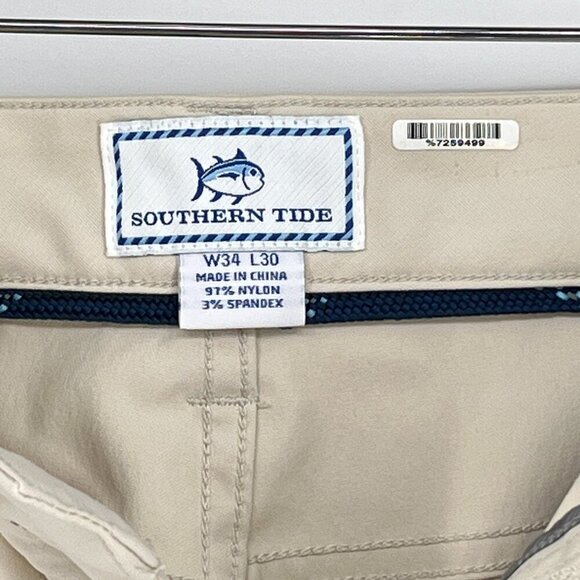 %7259499
SOUTHERN TIDE
W34 L30
MADE IN CHINA
97% NYLON
3% SPANDEX